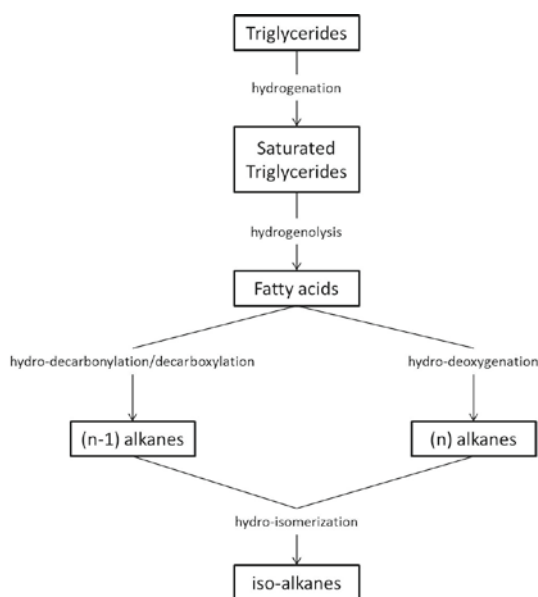 Triglycerides
hydrogenation
Saturated
Triglycerides
hydrogenolysis
Fatty acids
hydro-decarbonylation/decarboxylation
hydro-deoxygenation
(n-1) alkanes
(n) alkanes
hydro-isomerization
iso-alkanes